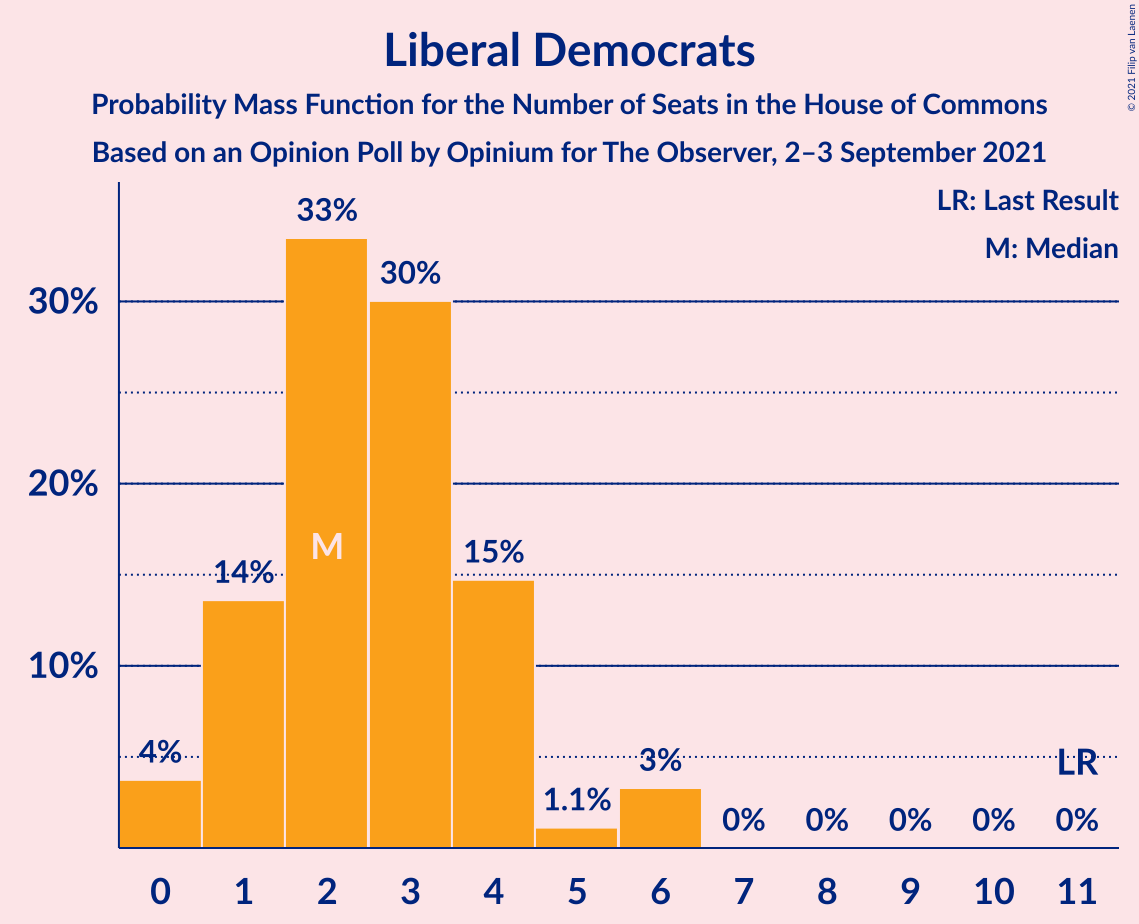 Liberal Democrats
Probability Mass Function for the Number of Seats in the House of Commons
Based on an Opinion Poll by Opinium for The Observer, 2–3 September 2021
© 2021 Filip van Laenen
LR: Last Result
M: Median
33%
30%
30%
20%
M
15%
14%
10%
4%
3%
LR
1.1%
0%
0%
0%
0%
0%
0 1 2 3 4 5 6 7 8 9 10 11